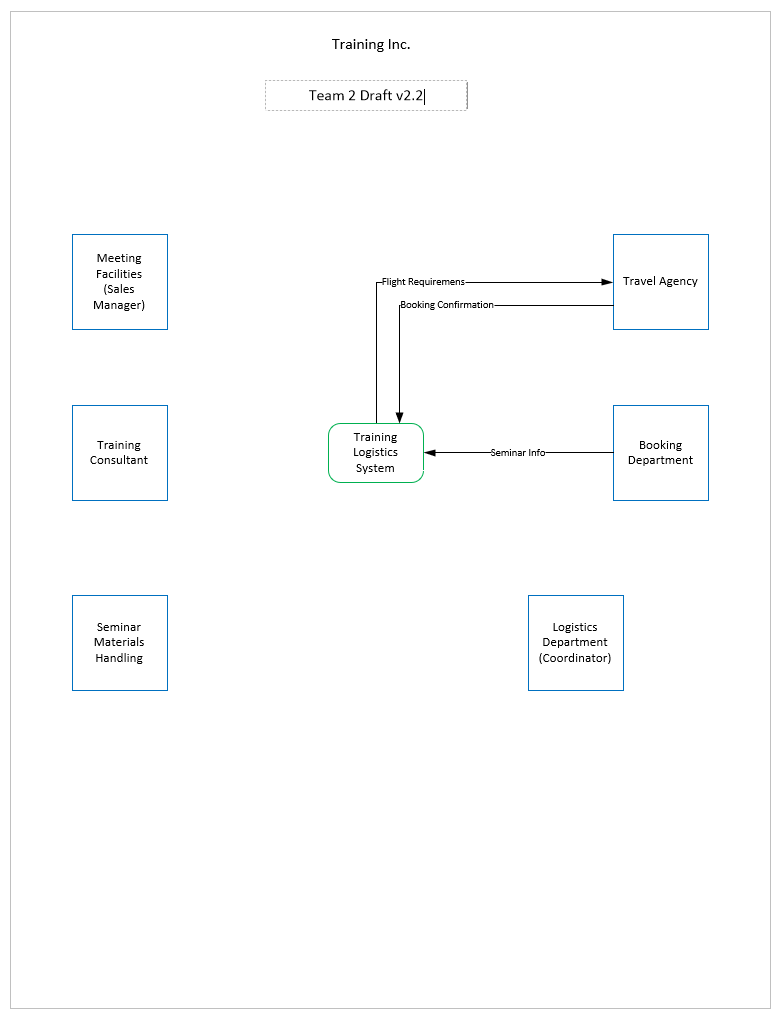 Training Inc.
Team 2 Draft v2.2
Meeting
Facilities
(Sales
Manager)
Flight Requiremens
Travel Agency
Booking Confirmation
Training
Consultant
Training
Logistics
System
Seminar Info
Booking
Department
Seminar
Materials
Handling
Logistics
Department
(Coordinator)